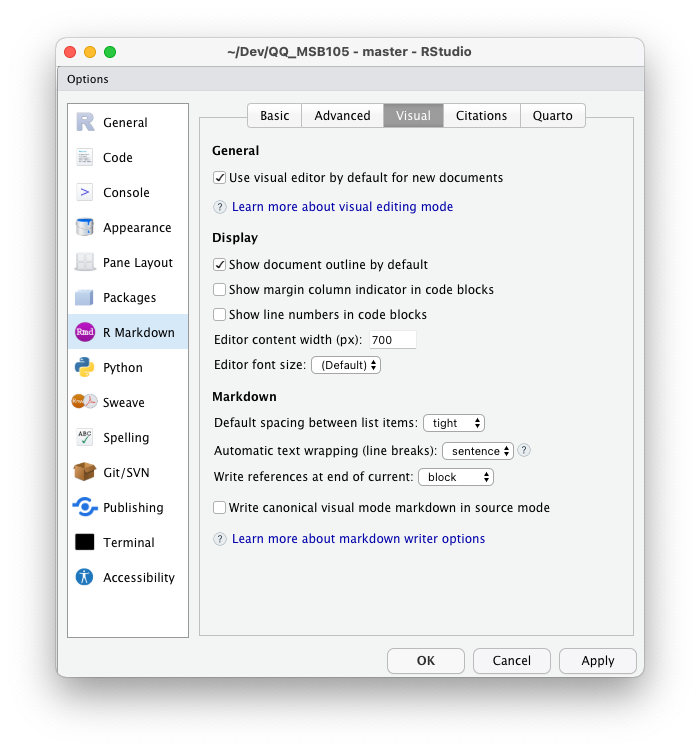 ~/Dev/QQ_MSB105 - master - RStudio
Options
General
Code
Console
Appearance
Pane Layout
Packages
Rmd R Markdown
Python
Sweave
ABC Spelling
Git/SVN
Publishing
Terminal
Accessibility
Basic Advanced Visual Citations Quarto
General
Use visual editor by default for new documents
? Learn more about visual editing mode
Display
Show document outline by default
Show margin column indicator in code blocks
Show line numbers in code blocks
Editor content width (px): 700
Editor font size: (Default)
Markdown
Default spacing between list items: tight
Automatic text wrapping (line breaks): sentence ?
Write references at end of current: block
Write canonical visual mode markdown in source mode
? Learn more about markdown writer options
OK Cancel Apply